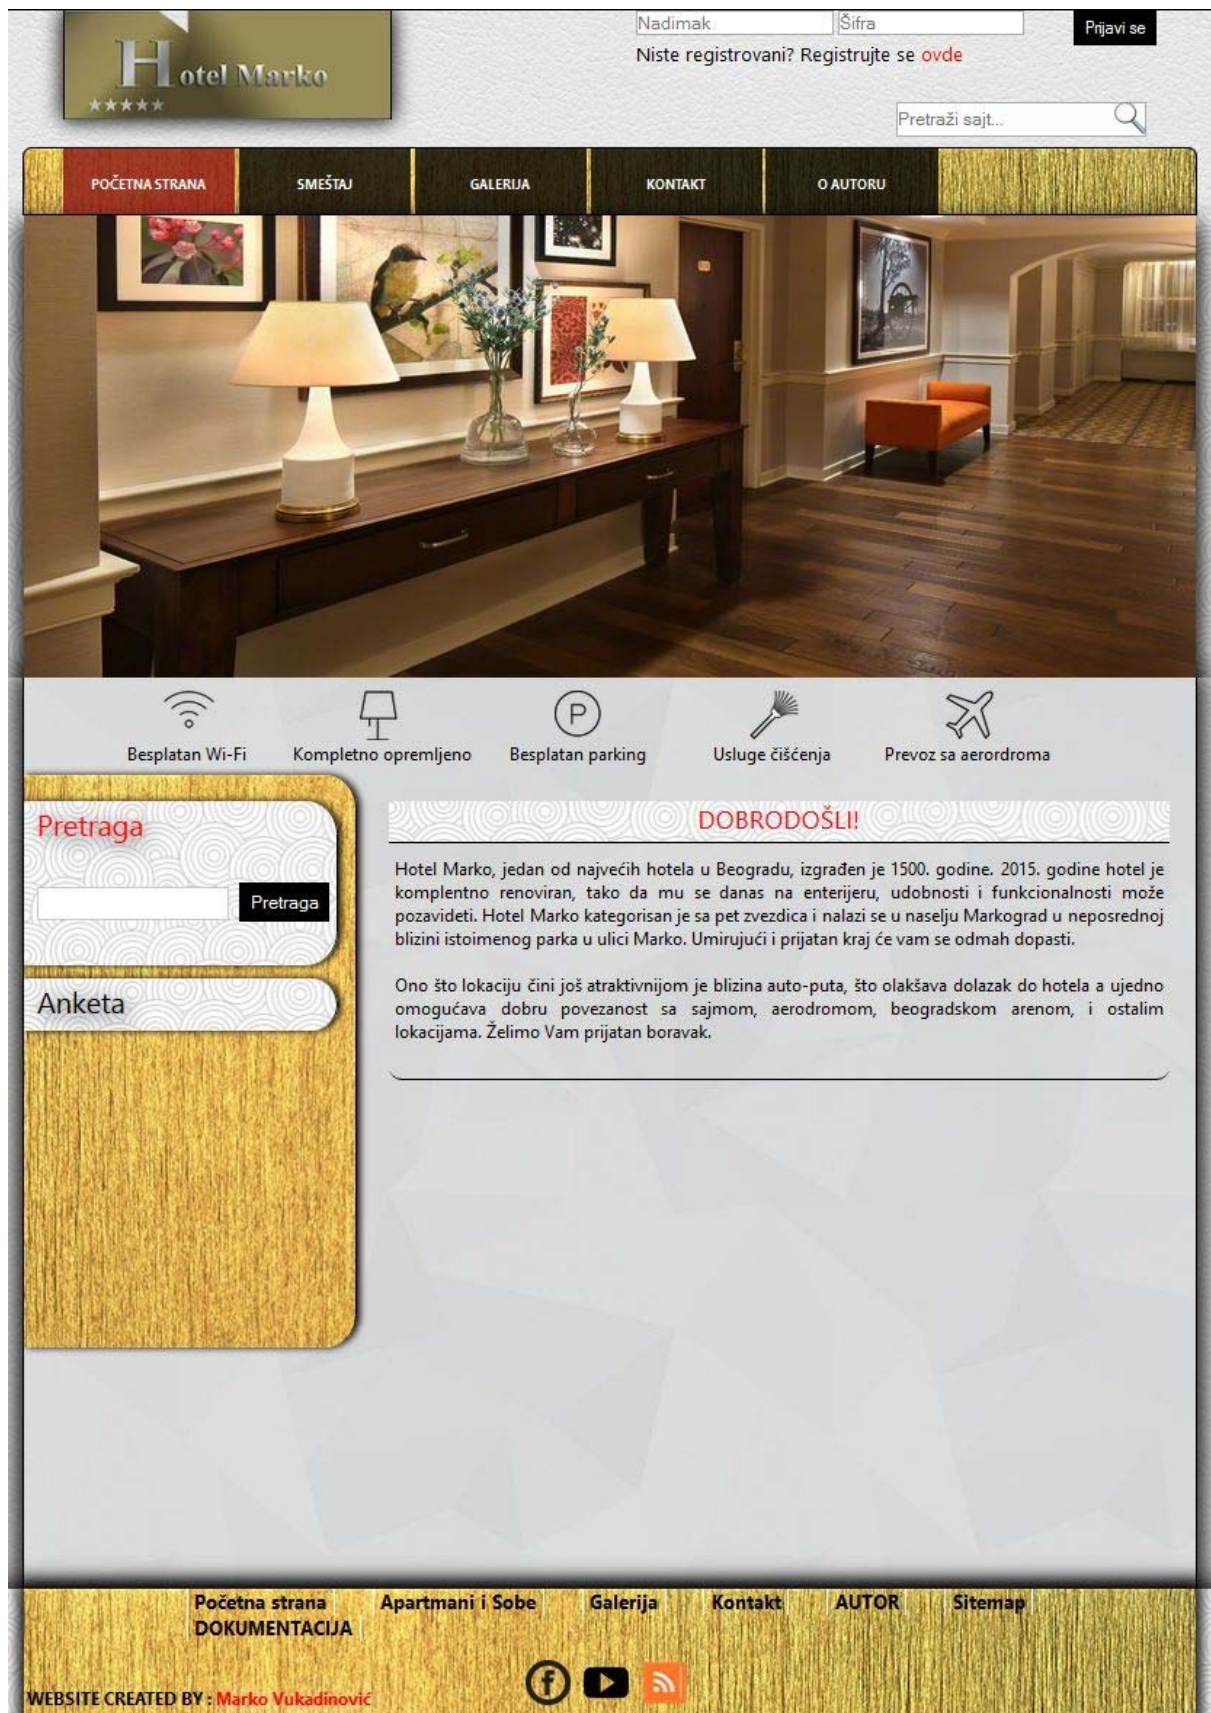 Hotel Marko
Nadimak
Šifra
Prijavi se
Niste registrovani? Registrujte se ovde
Pretraži sajt...
POČETNA STRANA
SMEŠTAJ
GALERIJA
KONTAKT
O AUTORU
Besplatan Wi-Fi
Kompletno opremljeno
P
Besplatan parking
Usluge čišćenja
Prevoz sa aerordroma
Pretraga
Pretraga
Anketa
DOBRODOŠLI!
Hotel Marko, jedan od najvećih hotela u Beogradu, izgrađen je 1500. godine. 2015. godine hotel je
komplentno renoviran, tako da mu se danas na enterijeru, udobnosti i funkcionalnosti može
pozavideti. Hotel Marko kategorisan je sa pet zvezdica i nalazi se u naselju Markograd u neposrednoj
blizini istoimenog parka u ulici Marko. Umirujući i prijatan kraj će vam se odmah dopasti.
Ono što lokaciju čini još atraktivnijom je blizina auto-puta, što olakšava dolazak do hotela a ujedno
omogućava dobru povezanost sa sajmom, aerodromom, beogradskom arenom, i ostalim
lokacijama. Želimo Vam prijatan boravak.
Početna strana
Apartmani i Sobe
Galerija
Kontakt
AUTOR
Sitemap
DOKUMENTACIJA
WEBSITE CREATED BY : Marko Vukadinović